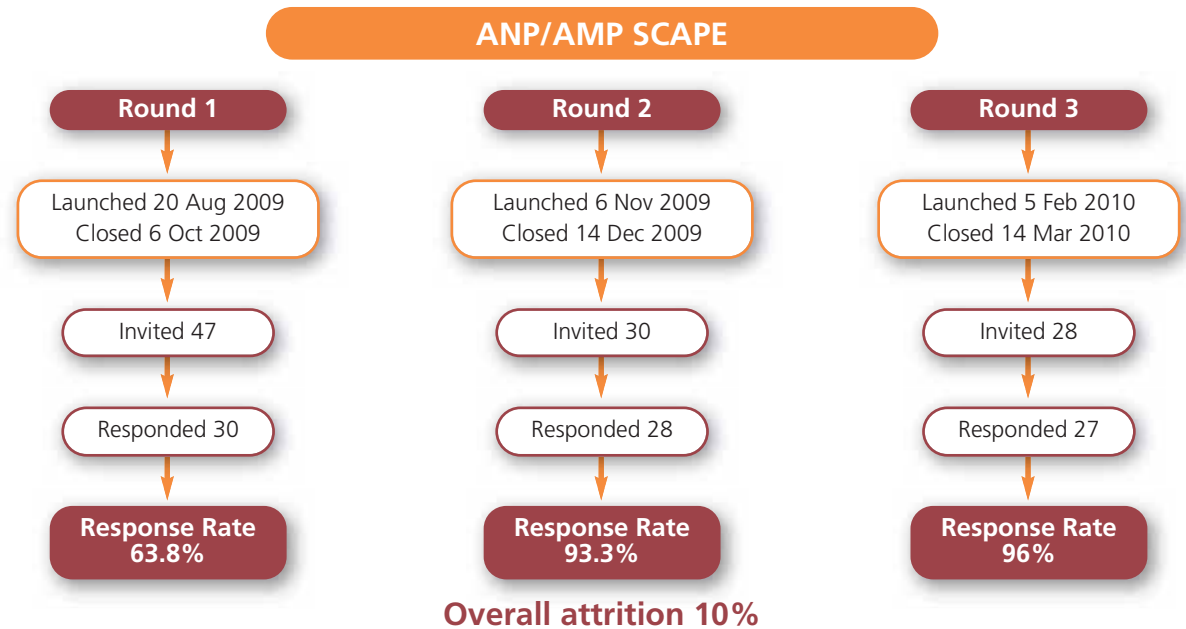 ANP/AMP SCAPE
Round 1
Launched 20 Aug 2009
Closed 6 Oct 2009
Invited 47
Responded 30
Response Rate
63.8%
Round 2
Launched 6 Nov 2009
Closed 14 Dec 2009
Invited 30
Responded 28
Response Rate
93.3%
Round 3
Launched 5 Feb 2010
Closed 14 Mar 2010
Invited 28
Responded 27
Response Rate
96%
Overall attrition 10%